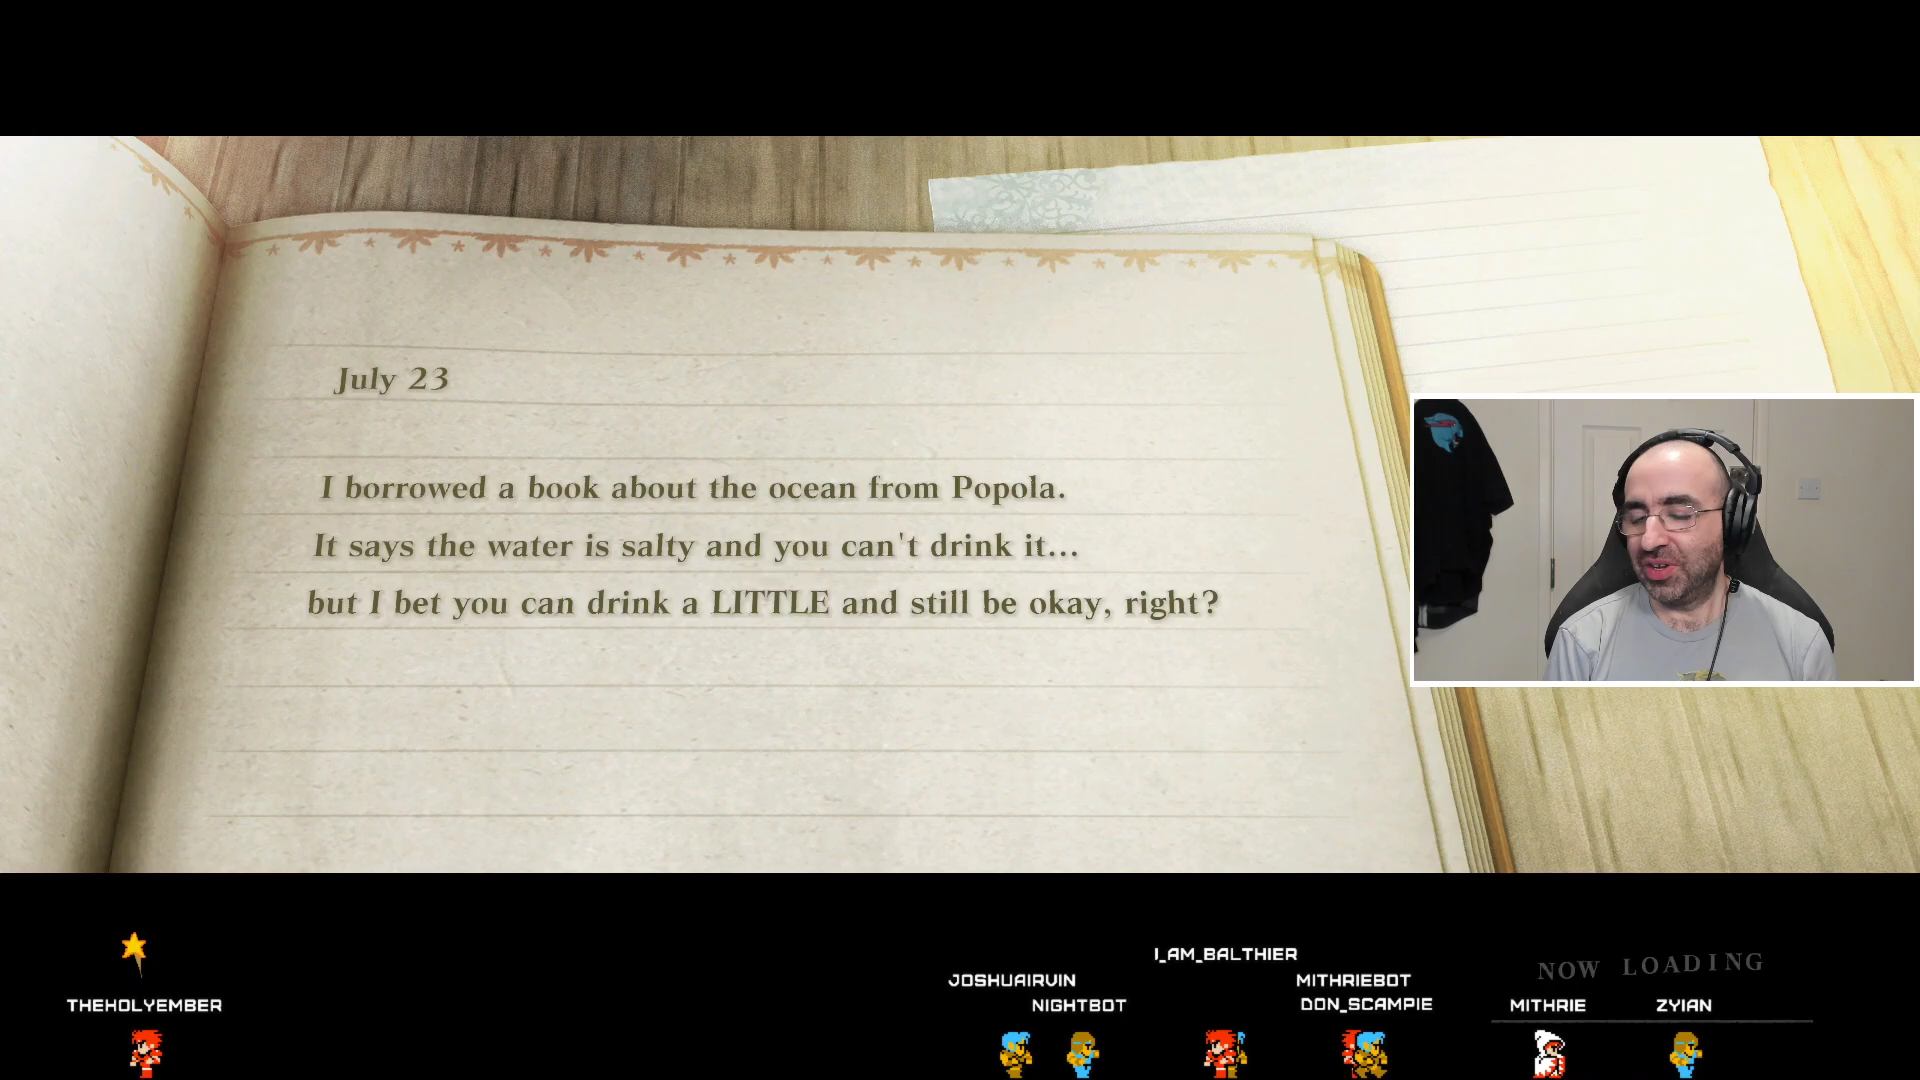 July 23
I borrowed a book about the ocean from Popola.
It says the water is salty and you can't drink it...
but I bet you can drink a LITTLE and still be okay, right?
I_AM_BALTHIER
NOW LOADING
JOSHUAIRVIN
MITHRIEBOT
THEHOLYEMBER
NIGHTBOT
DON_SCAMPIE
MITHRIE
ZYIAN